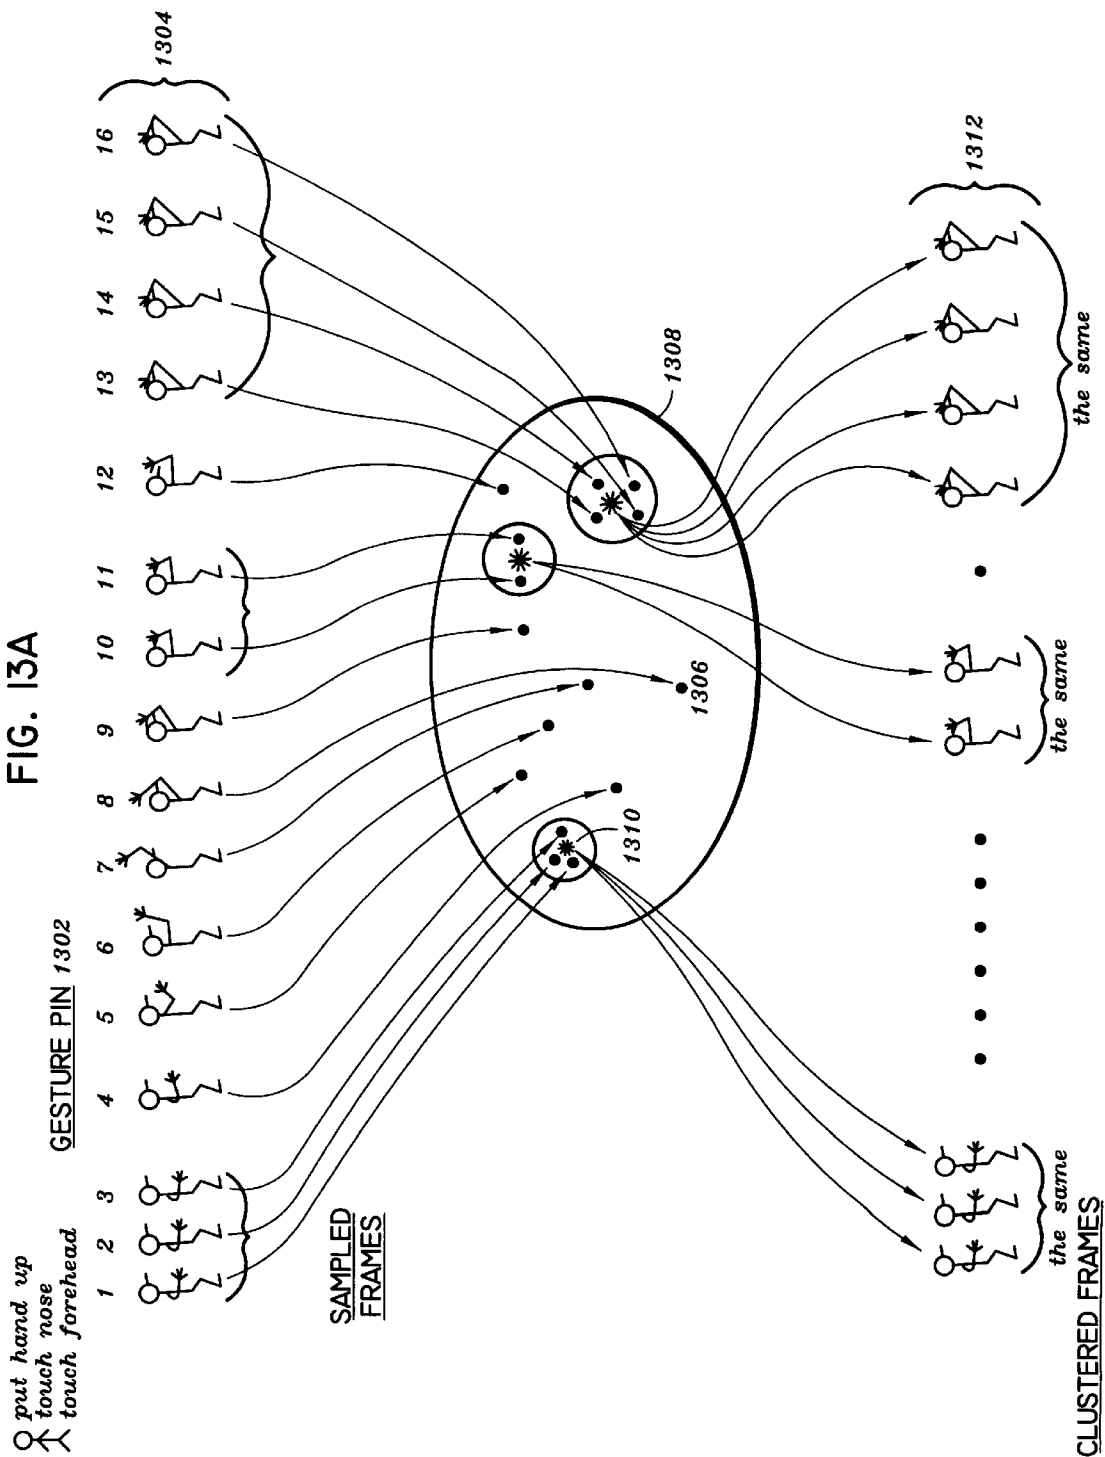 FIG. 13A
put hand up
touch nose
touch forehead
GESTURE PIN 1302
1 2 3 4 5 6 7 8 9 10 11 12 13 14 15 16
1304
SAMPLED
FRAMES
1308
1306
1310
1312
the same
the same
the same
CLUSTERED FRAMES